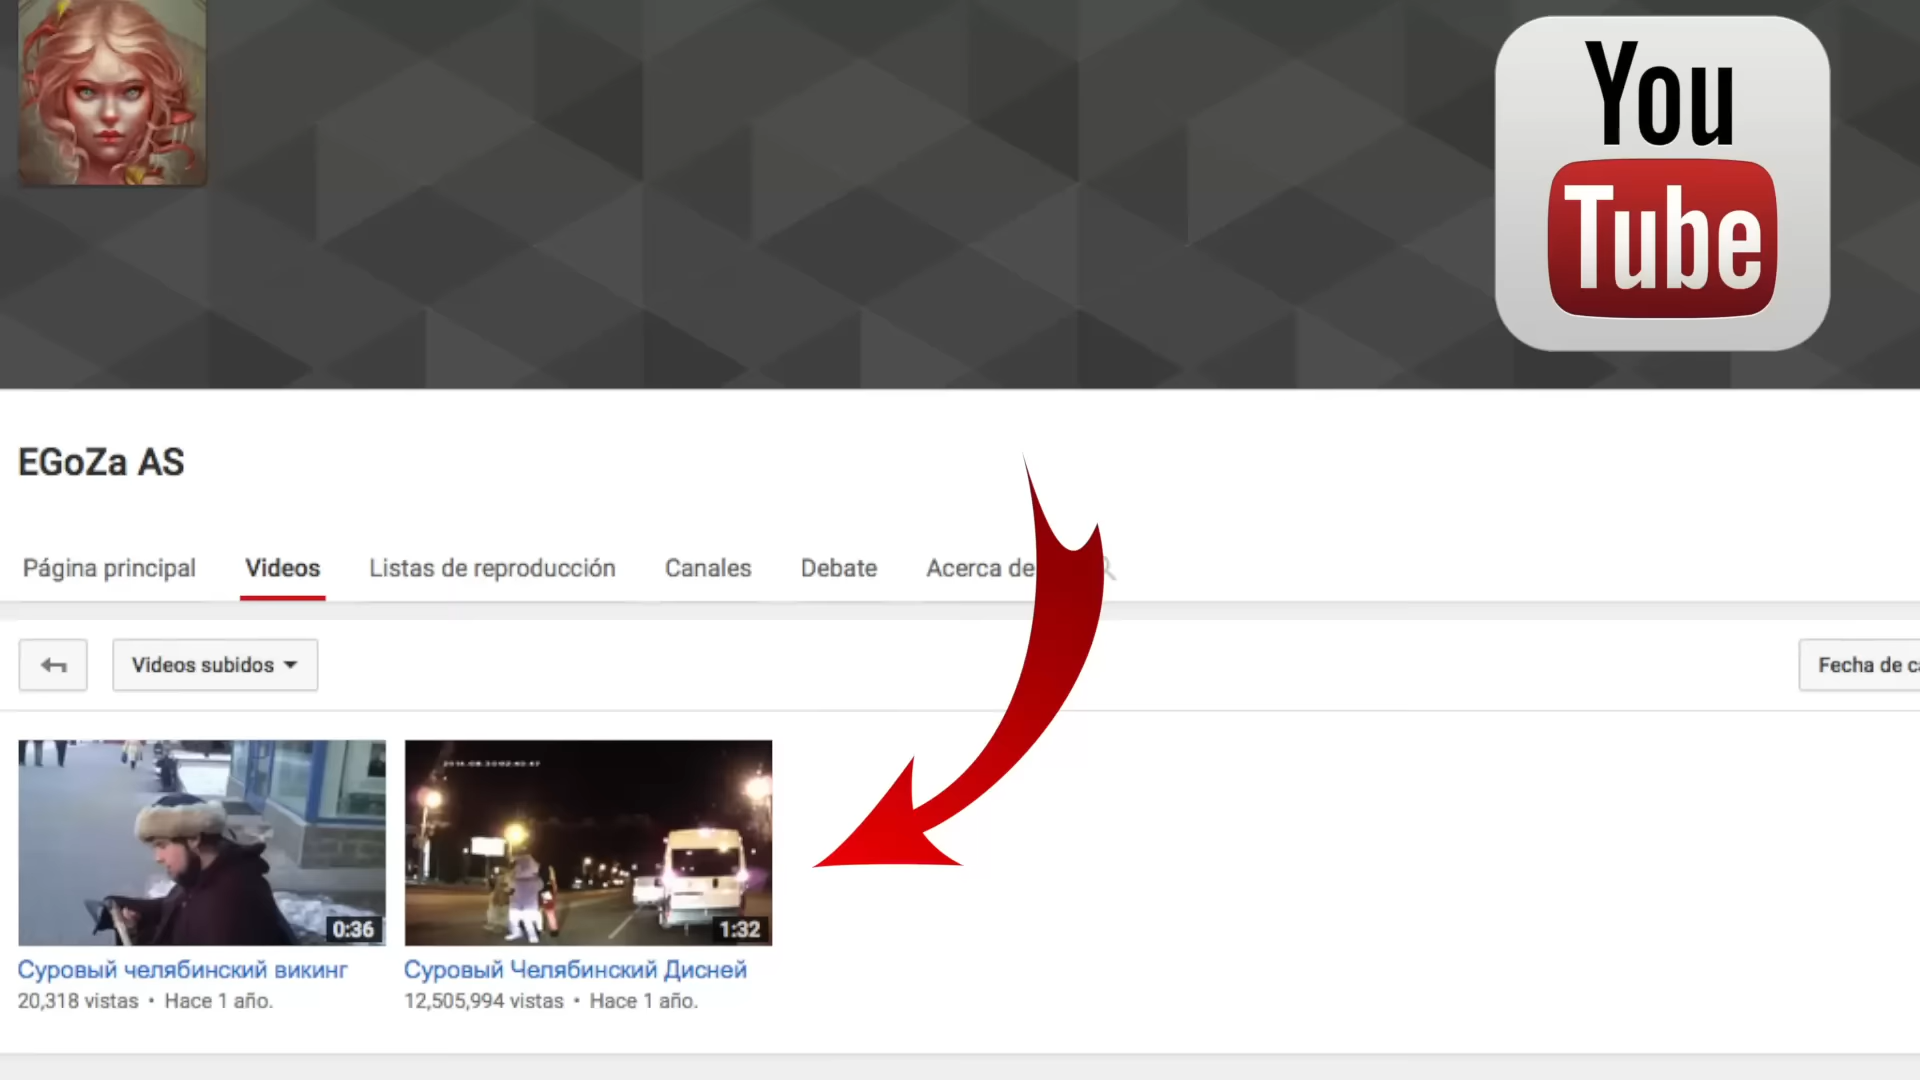 You
Tube
EGoZa AS
Página principal Videos Listas de reproducción Canales Debate Acerca de
Videos subidos
Fecha de
0:36
1:32
Суровый челябинский викинг
20,318 vistas • Hace 1 año.
Суровый Челябинский Дисней
12,505,994 vistas • Hace 1 año.